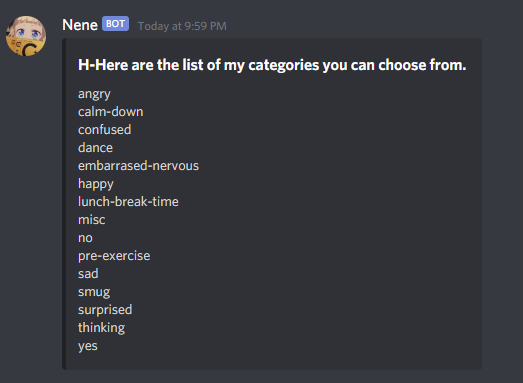 Nene BOT Today at 9:59 PM
H-Here are the list of my categories you can choose from.
angry
calm-down
confused
dance
embarrased-nervous
happy
lunch-break-time
misc
no
pre-exercise
sad
smug
surprised
thinking
yes